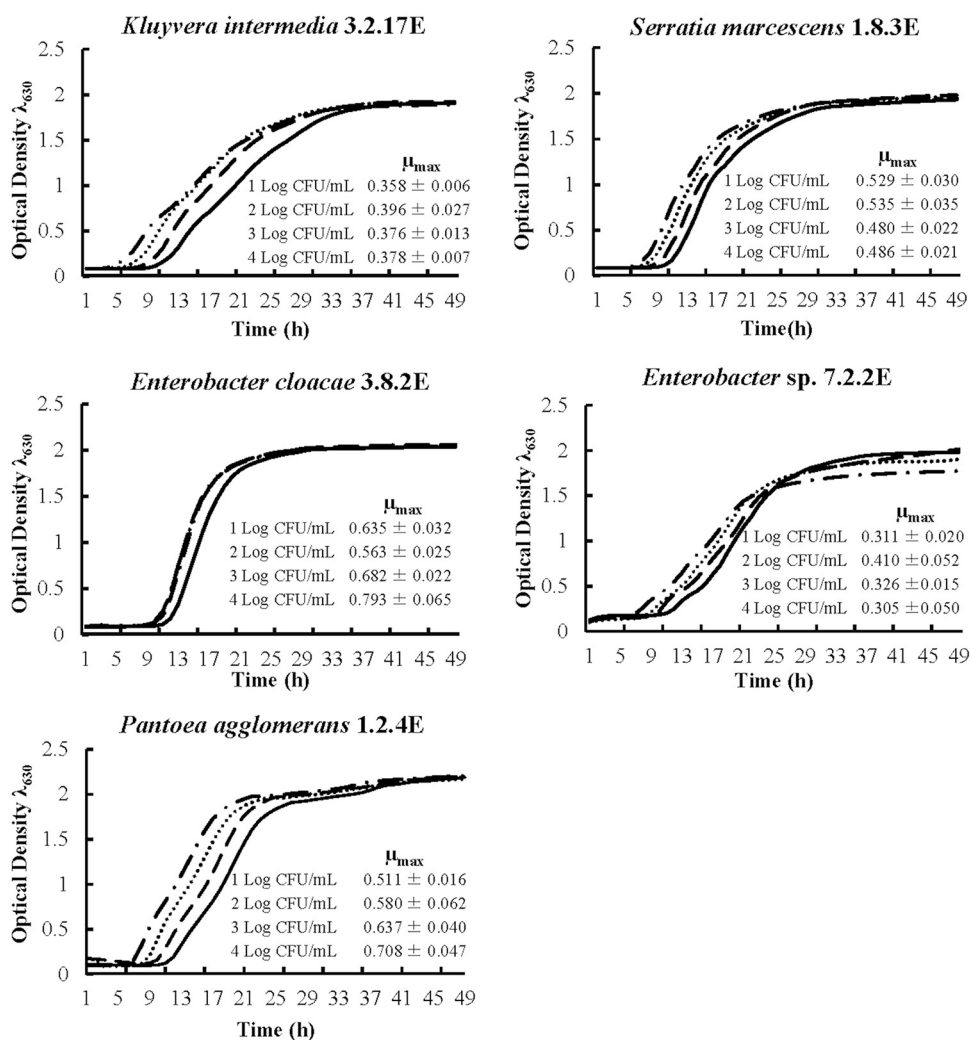 Kluyvera intermedia 3.2.17E
Optical Density λ630
2.5
2
1.5
1
0.5
0
μmax
1 Log CFU/mL 0.358 ± 0.006
2 Log CFU/mL 0.396 ± 0.027
3 Log CFU/mL 0.376 ± 0.013
4 Log CFU/mL 0.378 ± 0.007
1 5 9 13 17 21 25 29 33 37 41 45 49
Time (h)
Serratia marcescens 1.8.3E
Optical Density λ630
2.5
2
1.5
1
0.5
0
μmax
1 Log CFU/mL 0.529 ± 0.030
2 Log CFU/mL 0.535 ± 0.035
3 Log CFU/mL 0.480 ± 0.022
4 Log CFU/mL 0.486 ± 0.021
1 5 9 13 17 21 25 29 33 37 41 45 49
Time(h)
Enterobacter cloacae 3.8.2E
Optical Density λ630
2.5
2
1.5
1
0.5
0
μmax
1 Log CFU/mL 0.635 ± 0.032
2 Log CFU/mL 0.563 ± 0.025
3 Log CFU/mL 0.682 ± 0.022
4 Log CFU/mL 0.793 ± 0.065
1 5 9 13 17 21 25 29 33 37 41 45 49
Time (h)
Enterobacter sp. 7.2.2E
Optical Density λ630
2.5
2
1.5
1
0.5
0
μmax
1 Log CFU/mL 0.311 ±0.020
2 Log CFU/mL 0.410 ±0.052
3 Log CFU/mL 0.326 ±0.015
4 Log CFU/mL 0.305 ±0.050
1 5 9 13 17 21 25 29 33 37 41 45 49
Time (h)
Pantoea agglomerans 1.2.4E
Optical Density λ630
2.5
2
1.5
1
0.5
0
μmax
1 Log CFU/mL 0.511 ± 0.016
2 Log CFU/mL 0.580 ± 0.062
3 Log CFU/mL 0.637 ± 0.040
4 Log CFU/mL 0.708 ± 0.047
1 5 9 13 17 21 25 29 33 37 41 45 49
Time (h)